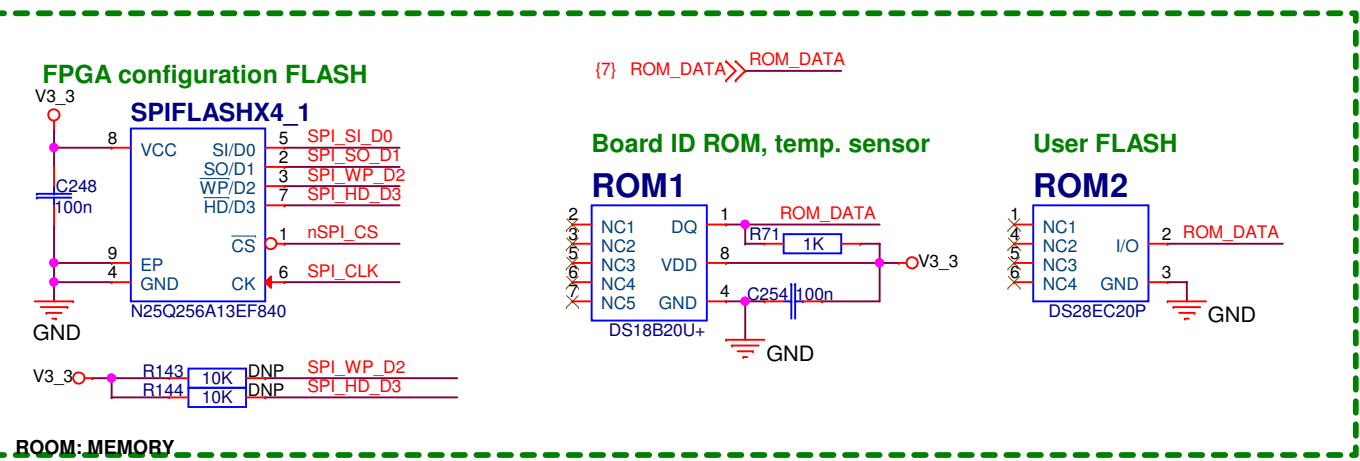 FPGA configuration FLASH
V3_3
SPIFLASHX4_1
8 VCC SI/D0 5 SPI_SI_D0
SO/D1 2 SPI_SO_D1
WP/D2 3 SPI_WP_D2
HD/D3 7 SPI_HD_D3
C248
100n
CS 1 nSPI_CS
9 EP
4 GND CK 6 SPI_CLK
N25Q256A13EF840
GND
V3_3 R143 10K DNP SPI_WP_D2
R144 10K DNP SPI_HD_D3
ROOM: MEMORY
{7} ROM_DATA ROM_DATA
Board ID ROM, temp. sensor
ROM1
2 NC1 DQ 1 ROM_DATA
3 NC2 R71 1K
5 NC3 VDD 8 V3_3
6 NC4
7 NC5 GND 4 C254 100n
DS18B20U+
GND
User FLASH
ROM2
1 NC1
4 NC2 I/O 2 ROM_DATA
5 NC3
6 NC4 GND 3
DS28EC20P
GND